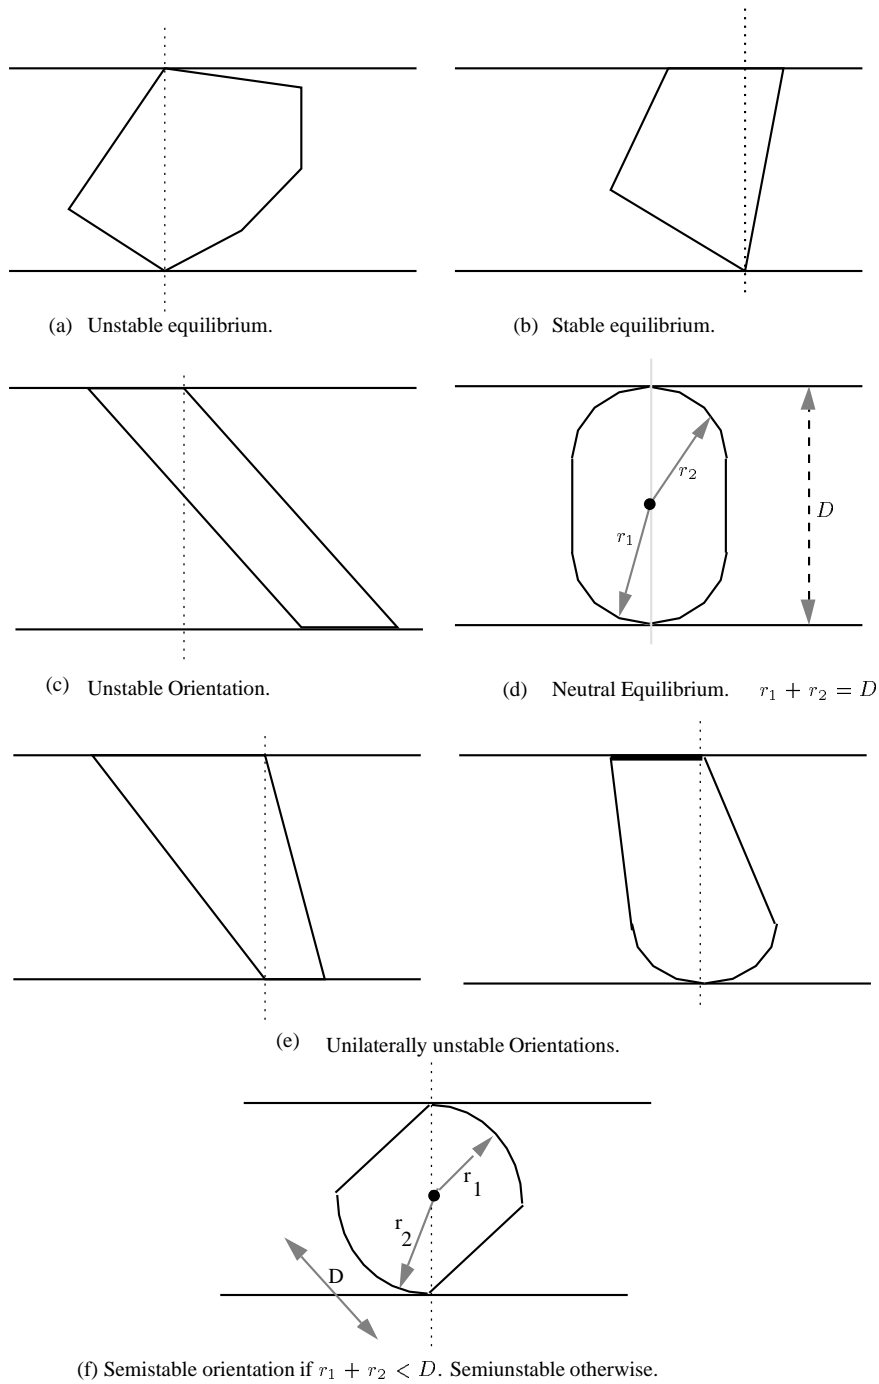 (a) Unstable equilibrium.
(b) Stable equilibrium.
r₂
r₁
D
(c) Unstable Orientation.
(d) Neutral Equilibrium. r₁ + r₂ = D
(e) Unilaterally unstable Orientations.
r₁
r₂
D
(f) Semistable orientation if r₁ + r₂ < D. Semiunstable otherwise.